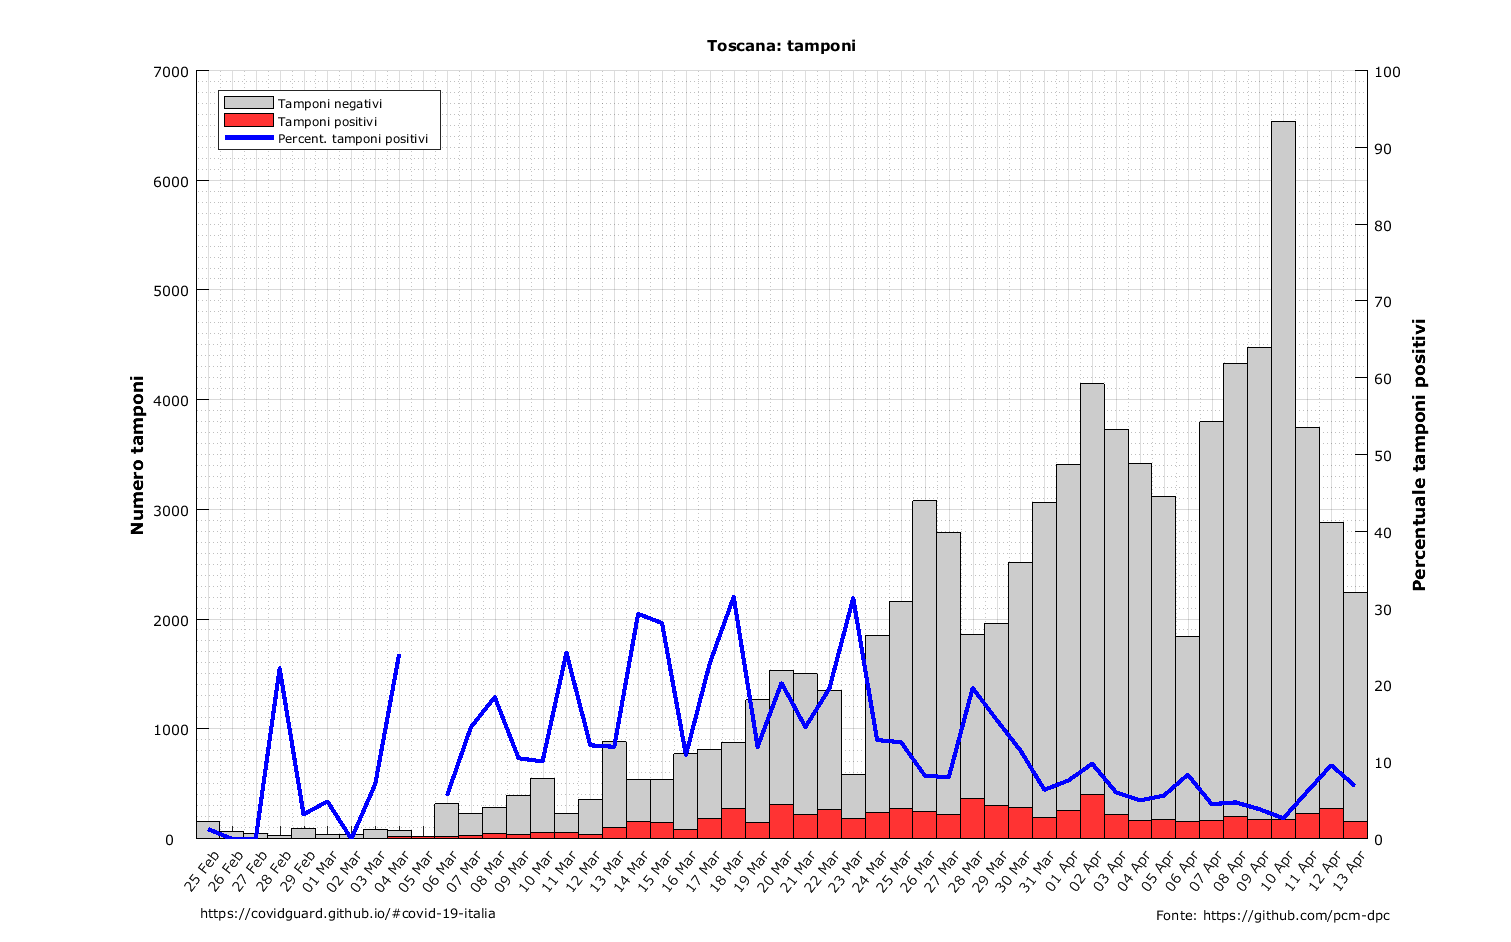 Toscana: tamponi
7000
6000
5000
4000
3000
2000
1000
0
Numero tamponi
Tamponi negativi
Tamponi positivi
Percent. tamponi positivi
100
90
80
70
60
50
40
30
20
10
0
Percentuale tamponi positivi
25 Feb
26 Feb
27 Feb
28 Feb
29 Feb
01 Mar
02 Mar
03 Mar
04 Mar
05 Mar
06 Mar
07 Mar
08 Mar
09 Mar
10 Mar
11 Mar
12 Mar
13 Mar
14 Mar
15 Mar
16 Mar
17 Mar
18 Mar
19 Mar
20 Mar
21 Mar
22 Mar
23 Mar
24 Mar
25 Mar
26 Mar
27 Mar
28 Mar
29 Mar
30 Mar
31 Mar
01 Apr
02 Apr
03 Apr
04 Apr
05 Apr
06 Apr
07 Apr
08 Apr
09 Apr
10 Apr
11 Apr
12 Apr
13 Apr
https://covidguard.github.io/#covid-19-italia
Fonte: https://github.com/pcm-dpc